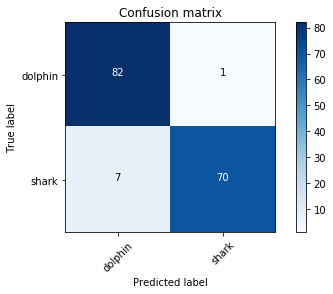 Confusion matrix
True label
dolphin
82 1
shark
7 70
dolphin shark
Predicted label
80
70
60
50
40
30
20
10